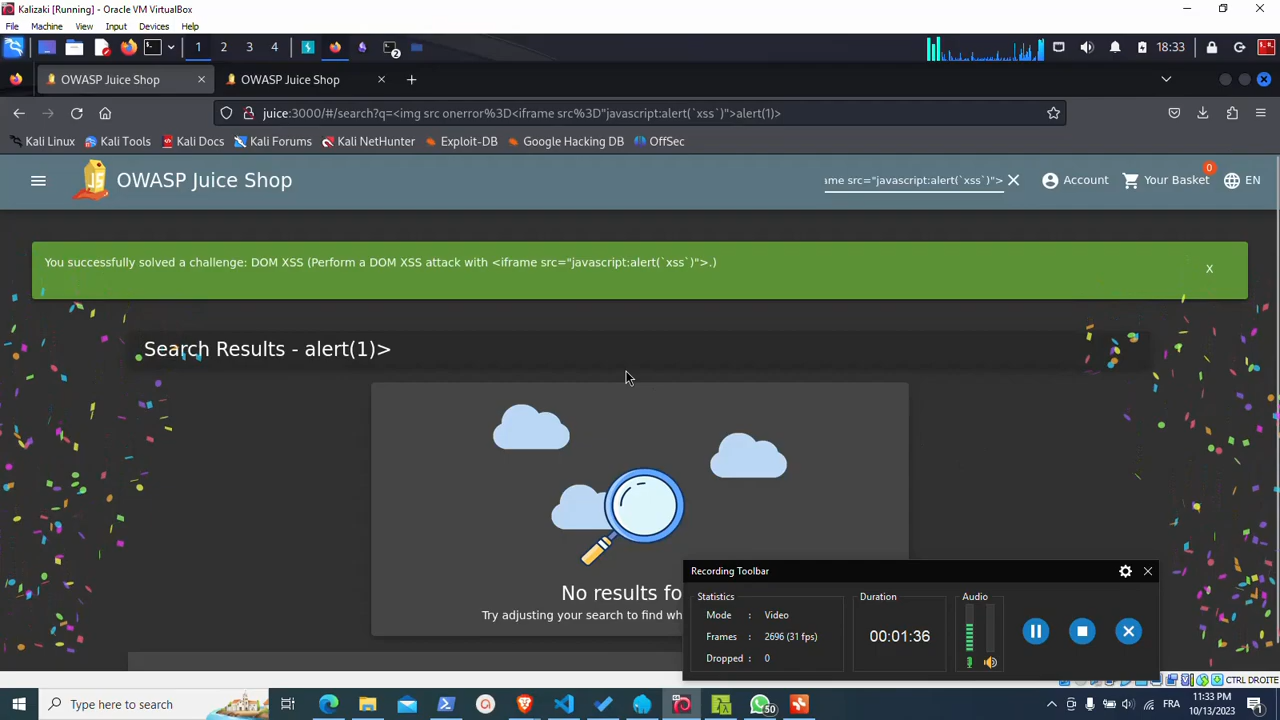 Kalizaki [Running] - Oracle VM VirtualBox
File Machine View Input Devices Help
1 2 3 4 2 18:33
OWASP Juice Shop OWASP Juice Shop
juice:3000/#/search?q=<img src onerror%3D<iframe src%3D"javascript:alert(`xss`)">alert(1)>
Kali Linux Kali Tools Kali Docs Kali Forums Kali NetHunter Exploit-DB Google Hacking DB OffSec
OWASP Juice Shop ame src="javascript:alert(`xss`)"> Account Your Basket 0 EN
You successfully solved a challenge: DOM XSS (Perform a DOM XSS attack with <iframe src="javascript:alert(`xss`)">.) X
Search Results - alert(1)>
No results fo
Try adjusting your search to find wh
Recording Toolbar
Statistics Duration Audio
Mode : Video
Frames : 2696 (31 fps)
Dropped : 0
00:01:36
CTRL DROITE
Type here to search 50 FRA 11:33 PM
10/13/2023